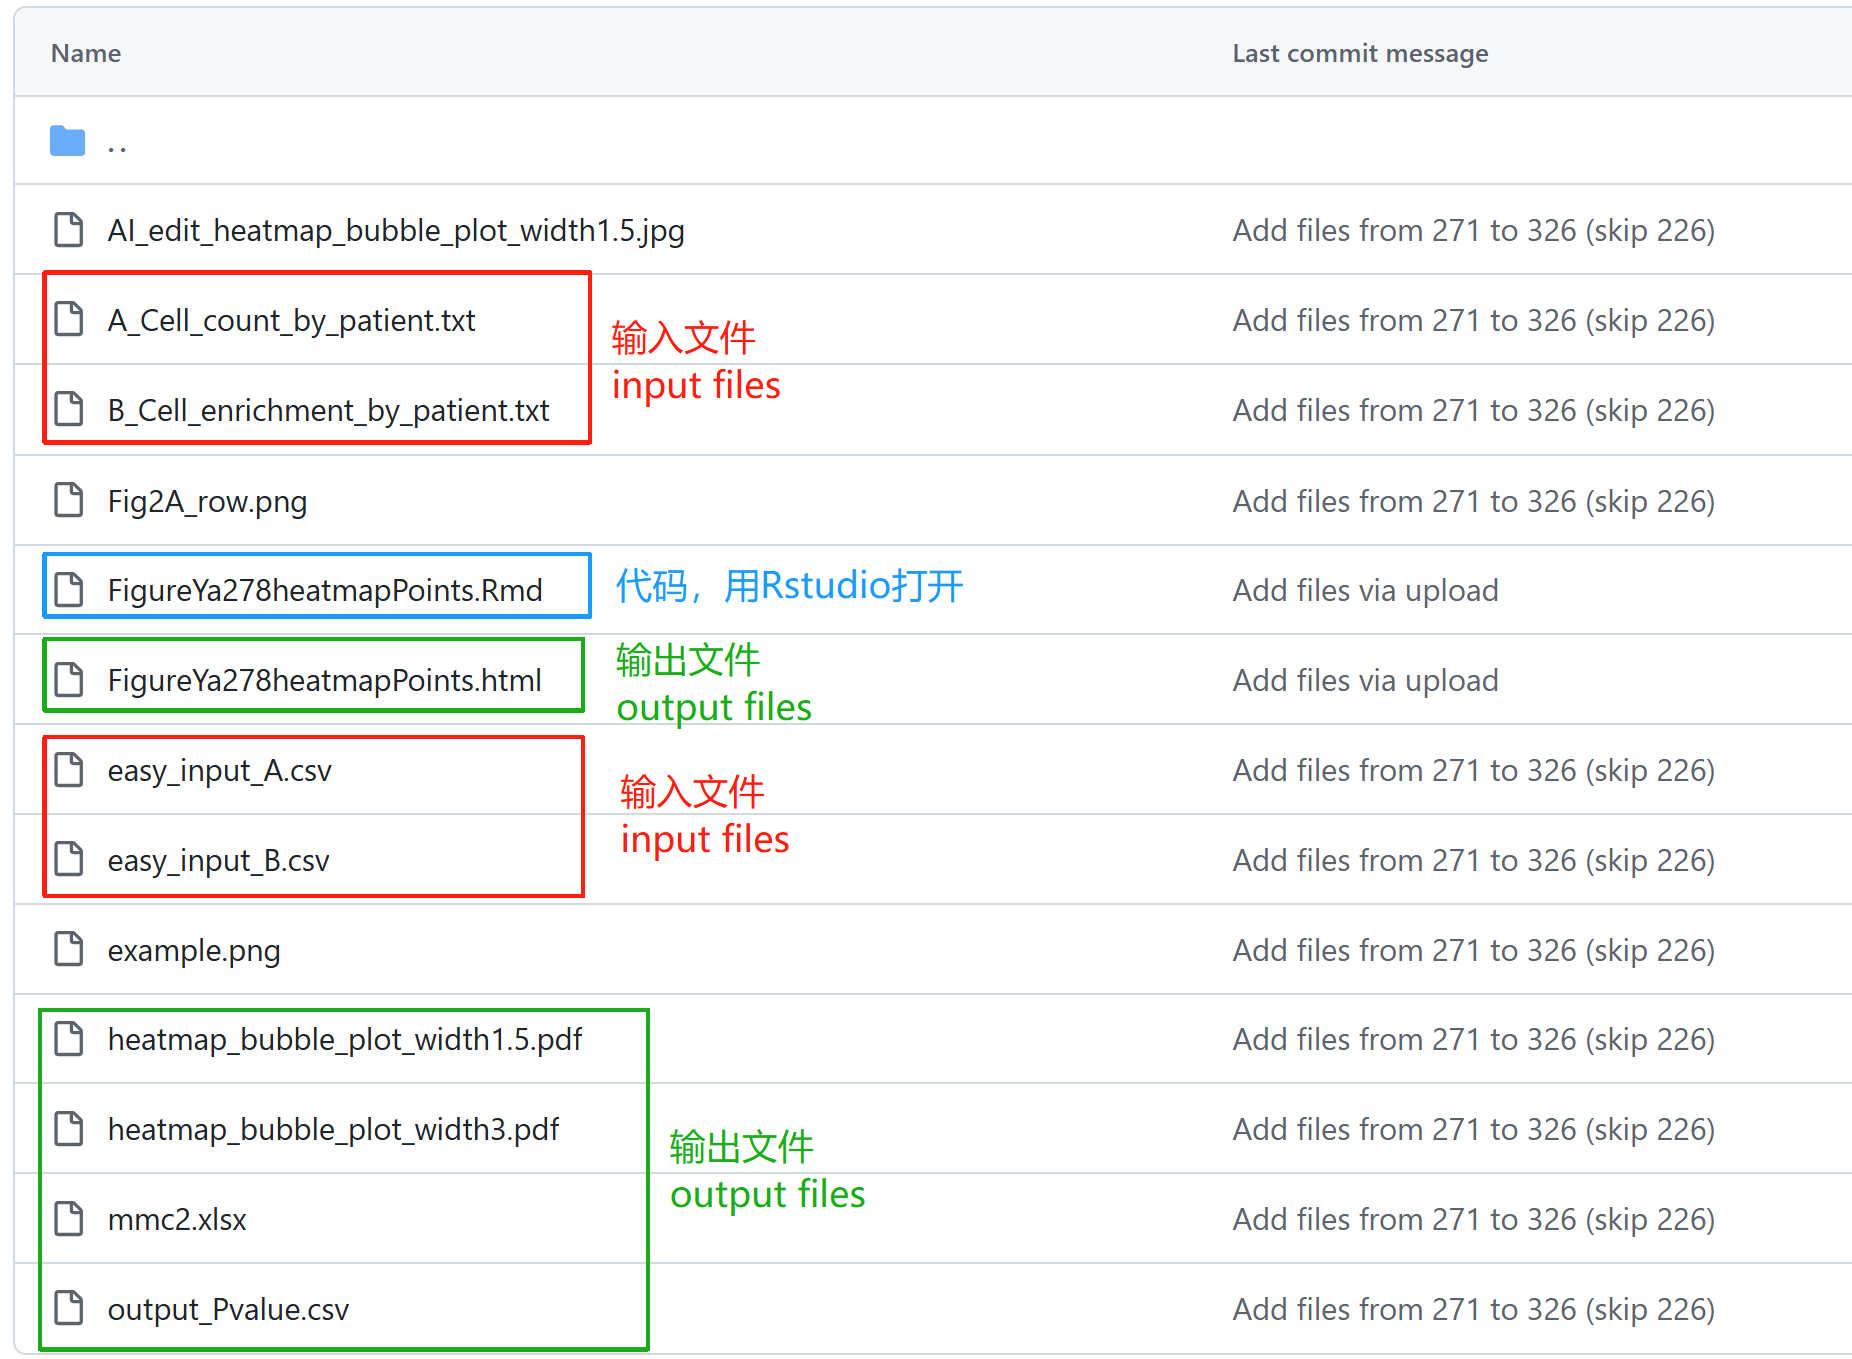 Name Last commit message
..
AI_edit_heatmap_bubble_plot_width1.5.jpg Add files from 271 to 326 (skip 226)
A_Cell_count_by_patient.txt Add files from 271 to 326 (skip 226)
输入文件
input files
B_Cell_enrichment_by_patient.txt Add files from 271 to 326 (skip 226)
Fig2A_row.png Add files from 271 to 326 (skip 226)
FigureYa278heatmapPoints.Rmd 代码，用Rstudio打开 Add files via upload
FigureYa278heatmapPoints.html Add files via upload
输出文件
output files
easy_input_A.csv Add files from 271 to 326 (skip 226)
输入文件
input files
easy_input_B.csv Add files from 271 to 326 (skip 226)
example.png Add files from 271 to 326 (skip 226)
heatmap_bubble_plot_width1.5.pdf Add files from 271 to 326 (skip 226)
heatmap_bubble_plot_width3.pdf Add files from 271 to 326 (skip 226)
输出文件
output files
mmc2.xlsx Add files from 271 to 326 (skip 226)
output_Pvalue.csv Add files from 271 to 326 (skip 226)